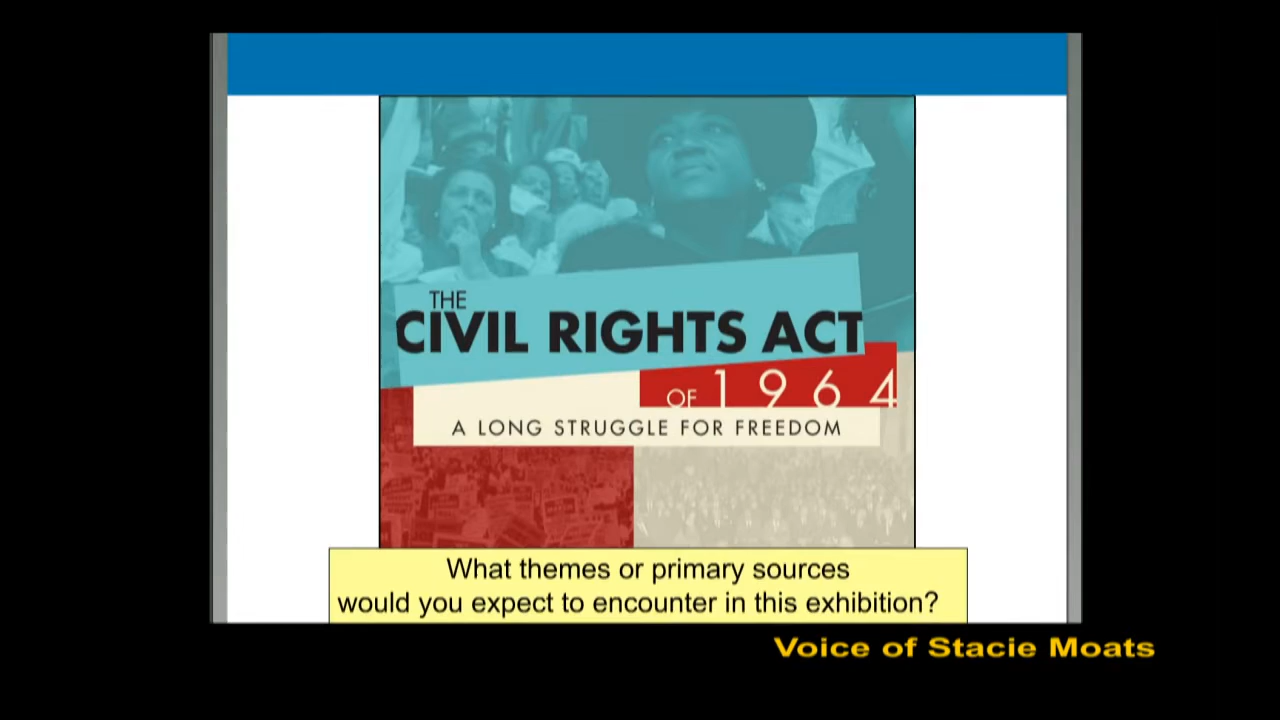 THE
CIVIL RIGHTS ACT
OF 1964
A LONG STRUGGLE FOR FREEDOM
What themes or primary sources
would you expect to encounter in this exhibition?
Voice of Stacie Moats